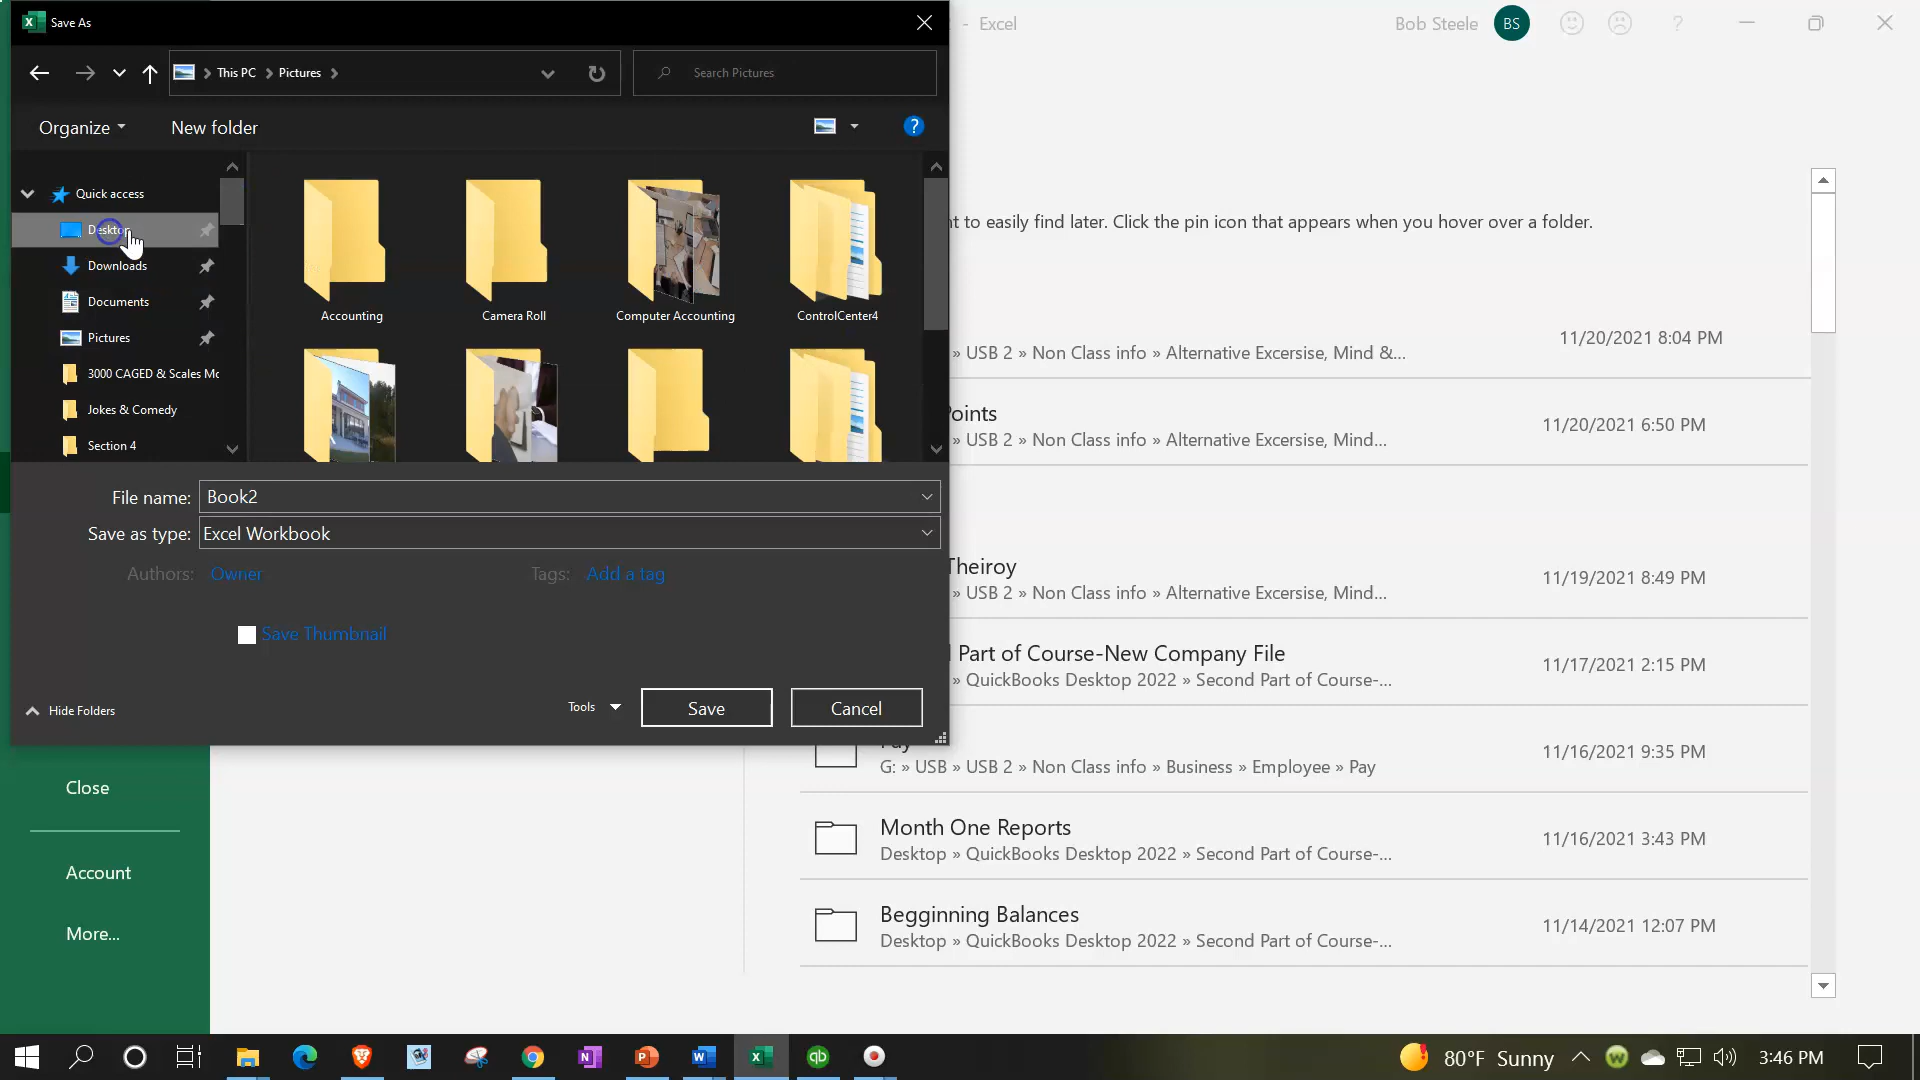 Save As
- Excel
Bob Steele
BS
?
This PC
Pictures
Search Pictures
Organize
New folder
?
Quick access
Desktop
Downloads
Documents
Pictures
3000 CAGED & Scales Mo
Jokes & Comedy
Section 4
Accounting
Camera Roll
Computer Accounting
ControlCenter4
nt to easily find later. Click the pin icon that appears when you hover over a folder.
11/20/2021 8:04 PM
» USB 2 » Non Class info » Alternative Excersise, Mind &...
Points
11/20/2021 6:50 PM
» USB 2 » Non Class info » Alternative Excersise, Mind...
File name:
Book2
Save as type:
Excel Workbook
Authors:
Owner
Tags:
Add a tag
Save Thumbnail
Hide Folders
Tools
Save
Cancel
Theiroy
11/19/2021 8:49 PM
» USB 2 » Non Class info » Alternative Excersise, Mind...
Part of Course-New Company File
11/17/2021 2:15 PM
» QuickBooks Desktop 2022 » Second Part of Course-...
Pay
11/16/2021 9:35 PM
G: » USB » USB 2 » Non Class info » Business » Employee » Pay
Month One Reports
11/16/2021 3:43 PM
Desktop » QuickBooks Desktop 2022 » Second Part of Course-...
Begginning Balances
11/14/2021 12:07 PM
Desktop » QuickBooks Desktop 2022 » Second Part of Course-...
Close
Account
More...
80°F Sunny
3:46 PM